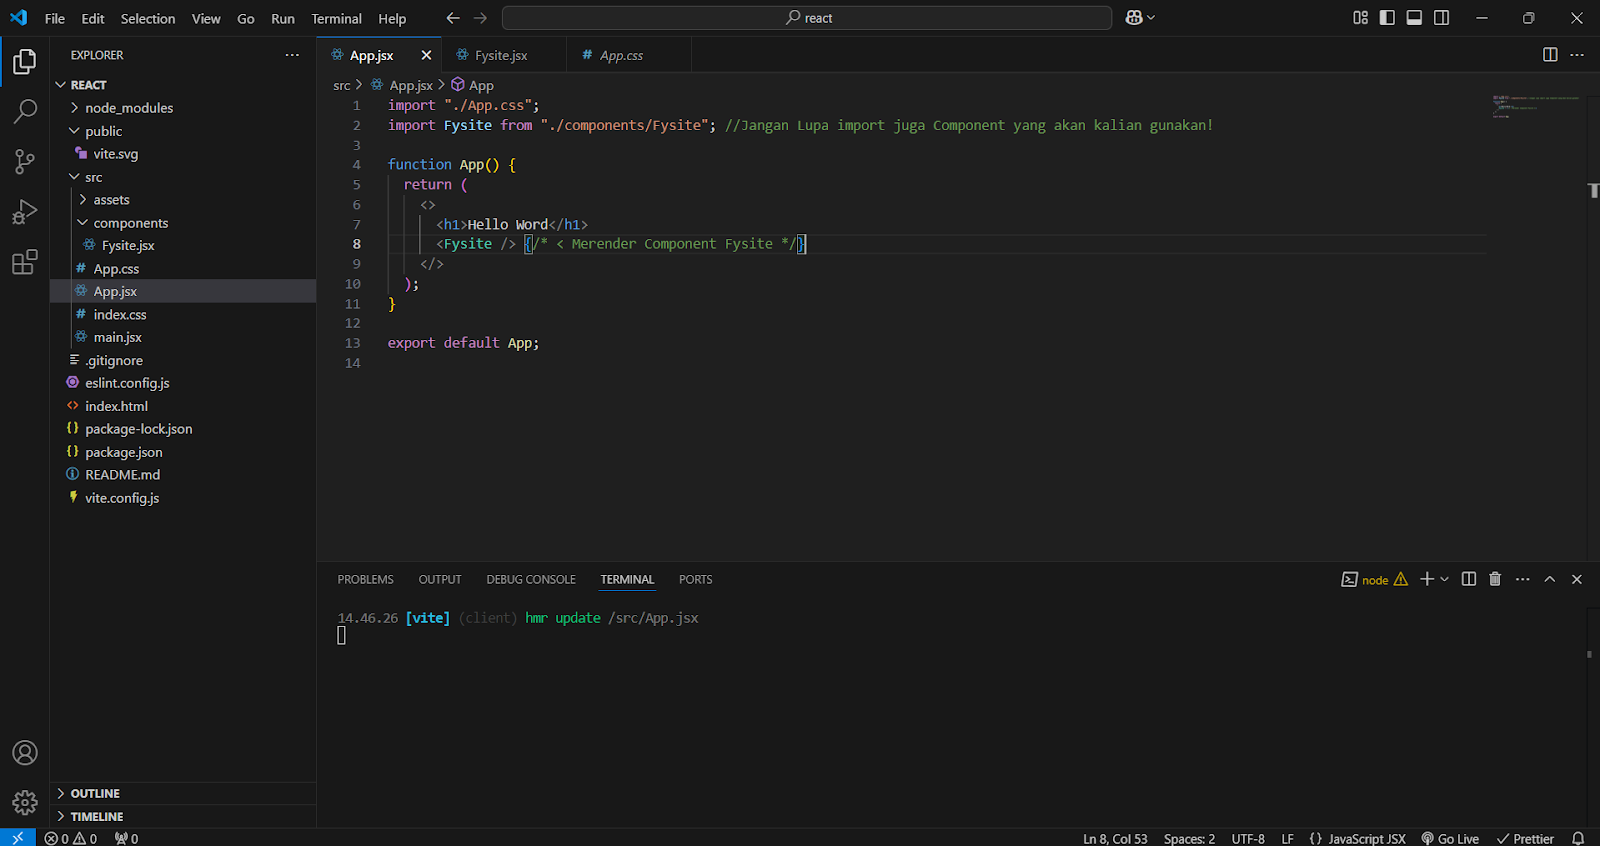 File Edit Selection View Go Run Terminal Help
react
EXPLORER
REACT
node_modules
public
vite.svg
src
assets
components
Fysite.jsx
App.css
App.jsx
index.css
main.jsx
.gitignore
eslint.config.js
index.html
package-lock.json
package.json
README.md
vite.config.js
OUTLINE
TIMELINE
App.jsx Fysite.jsx App.css
src > App.jsx > App
1 import "./App.css";
2 import Fysite from "./components/Fysite"; //Jangan Lupa import juga Component yang akan kalian gunakan!
3
4 function App() {
5 return (
6 <>
7 <h1>Hello Word</h1>
8 <Fysite /> {/* < Merender Component Fysite */}
9 </>
10 );
11 }
12
13 export default App;
14
PROBLEMS OUTPUT DEBUG CONSOLE TERMINAL PORTS
node
14.46.26 [vite] (client) hmr update /src/App.jsx
0 0 0
Ln 8, Col 53 Spaces: 2 UTF-8 LF {} JavaScript JSX Go Live Prettier